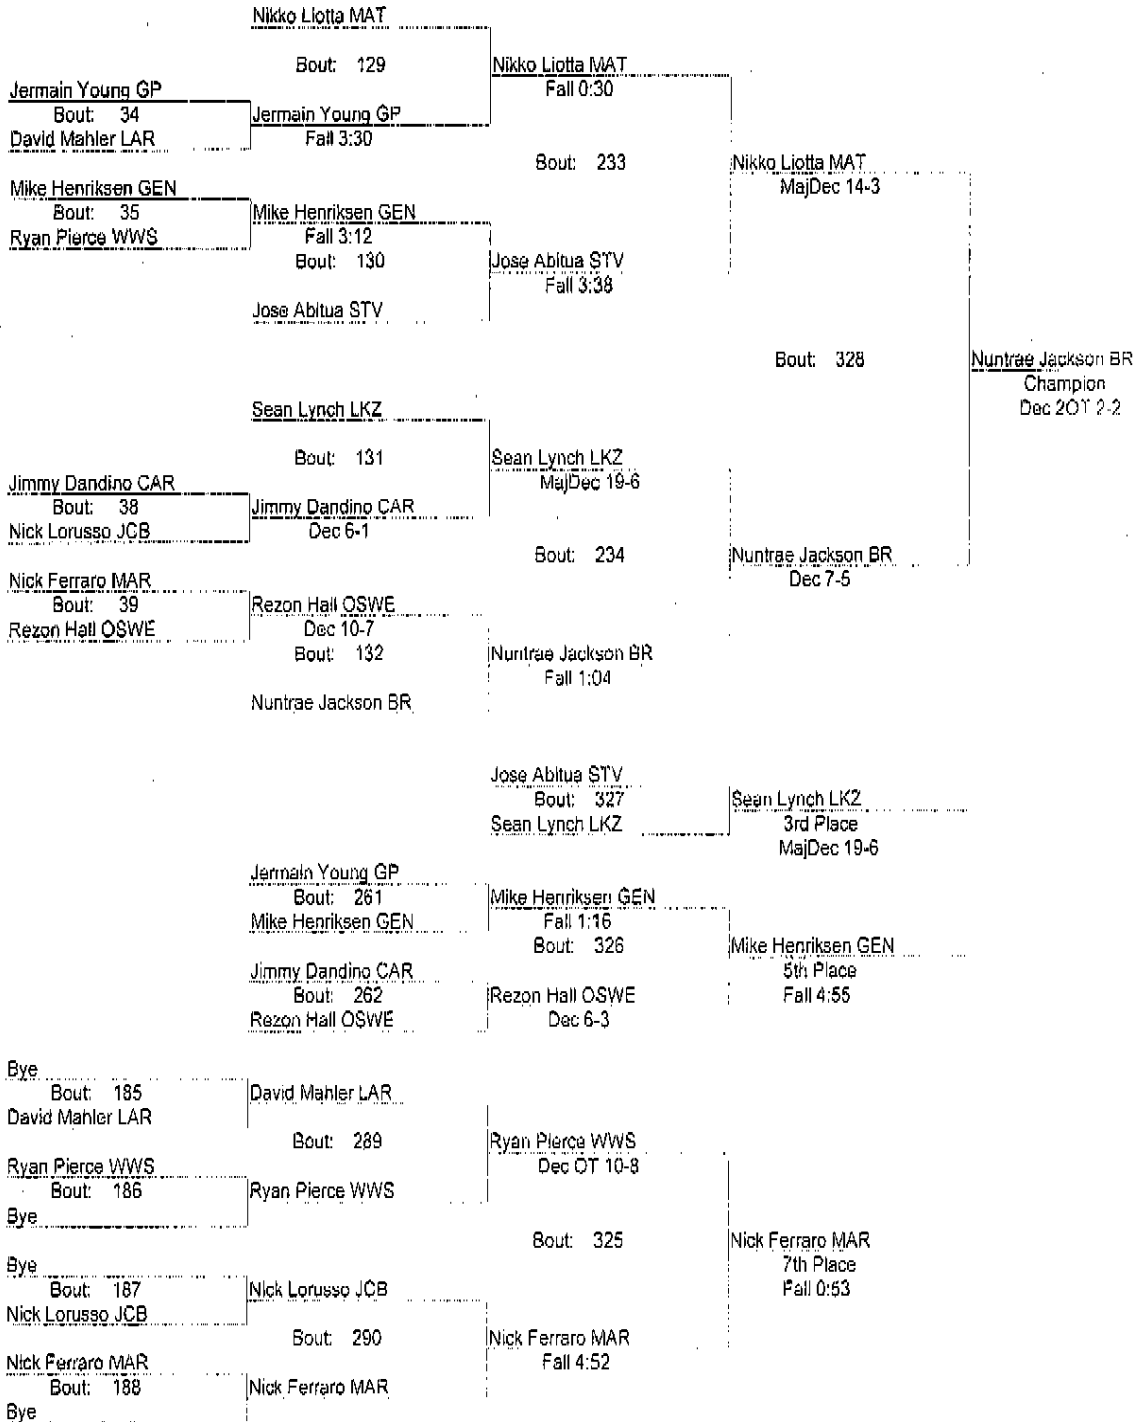 Nikko Liotta MAT
Bout: 129
Nikko Liotta MAT
Fall 0:30
Jermain Young GP
Bout: 34
Jermain Young GP
David Mahler LAR
Fall 3:30
Bout: 233
Nikko Liotta MAT
MajDec 14-3
Mike Henriksen GEN
Bout: 35
Mike Henriksen GEN
Ryan Pierce WWS
Fall 3:12
Bout: 130
Jose Abitua STV
Fall 3:38
Jose Abitua STV
Bout: 328
Nuntrae Jackson BR
Champion
Dec 2OT 2-2
Sean Lynch LKZ
Bout: 131
Sean Lynch LKZ
MajDec 19-6
Jimmy Dandino CAR
Bout: 38
Jimmy Dandino CAR
Nick Lorusso JCB
Dec 6-1
Bout: 234
Nuntrae Jackson BR
Dec 7-5
Nick Ferraro MAR
Bout: 39
Rezon Hall OSWE
Rezon Hall OSWE
Dec 10-7
Bout: 132
Nuntrae Jackson BR
Fall 1:04
Nuntrae Jackson BR
Jose Abitua STV
Bout: 327
Sean Lynch LKZ
Sean Lynch LKZ
3rd Place
MajDec 19-6
Jermain Young GP
Bout: 261
Mike Henriksen GEN
Mike Henriksen GEN
Fall 1:16
Bout: 326
Mike Henriksen GEN
5th Place
Fall 4:55
Jimmy Dandino CAR
Bout: 262
Rezon Hall OSWE
Rezon Hall OSWE
Dec 6-3
Bye
Bout: 185
David Mahler LAR
David Mahler LAR
Bout: 289
Ryan Pierce WWS
Dec OT 10-8
Ryan Pierce WWS
Bout: 186
Ryan Pierce WWS
Bye
Bout: 325
Nick Ferraro MAR
7th Place
Fall 0:53
Bye
Bout: 187
Nick Lorusso JCB
Nick Lorusso JCB
Bout: 290
Nick Ferraro MAR
Fall 4:52
Nick Ferraro MAR
Bout: 188
Nick Ferraro MAR
Bye